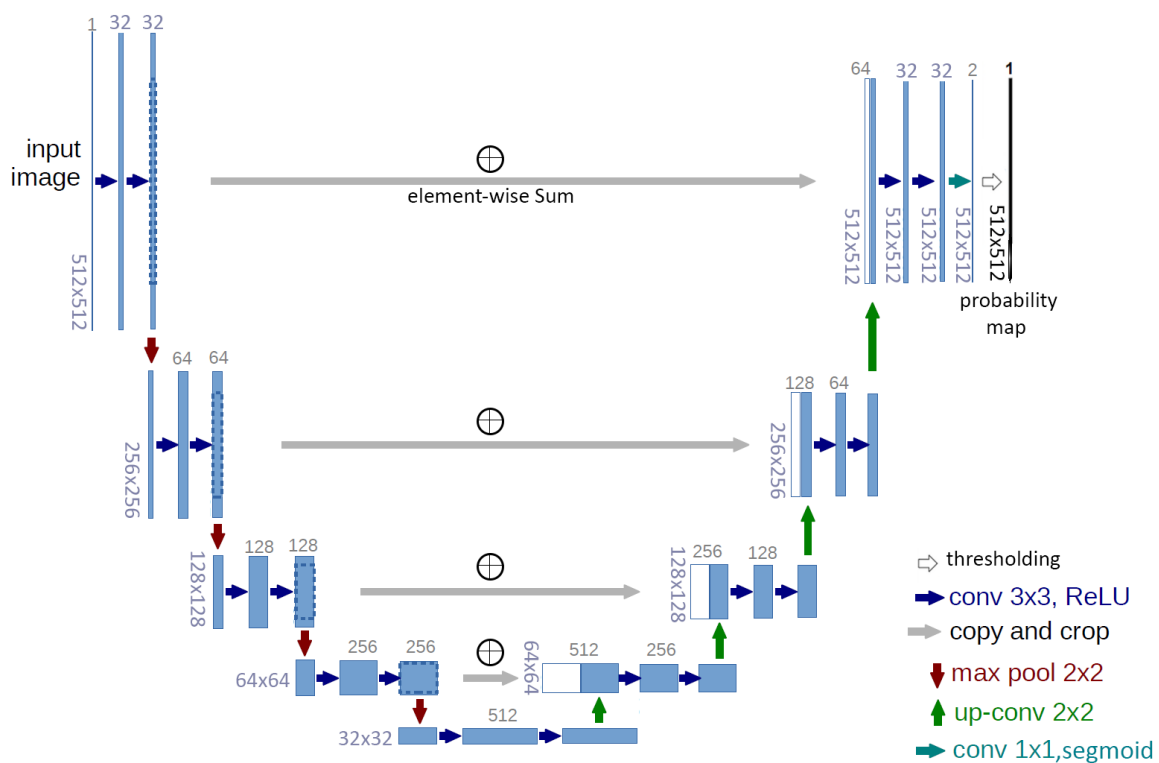 1 32 32
input
image
512x512
element-wise Sum
64 32 32 2 1
512x512 512x512 512x512 512x512 512x512
probability
map
64 64
256x256
128 64
256x256
128 128
128x128
256 128
128x128
256 256
64x64
512 256
64x64
512
32x32
thresholding
conv 3x3, ReLU
copy and crop
max pool 2x2
up-conv 2x2
conv 1x1,segmoid